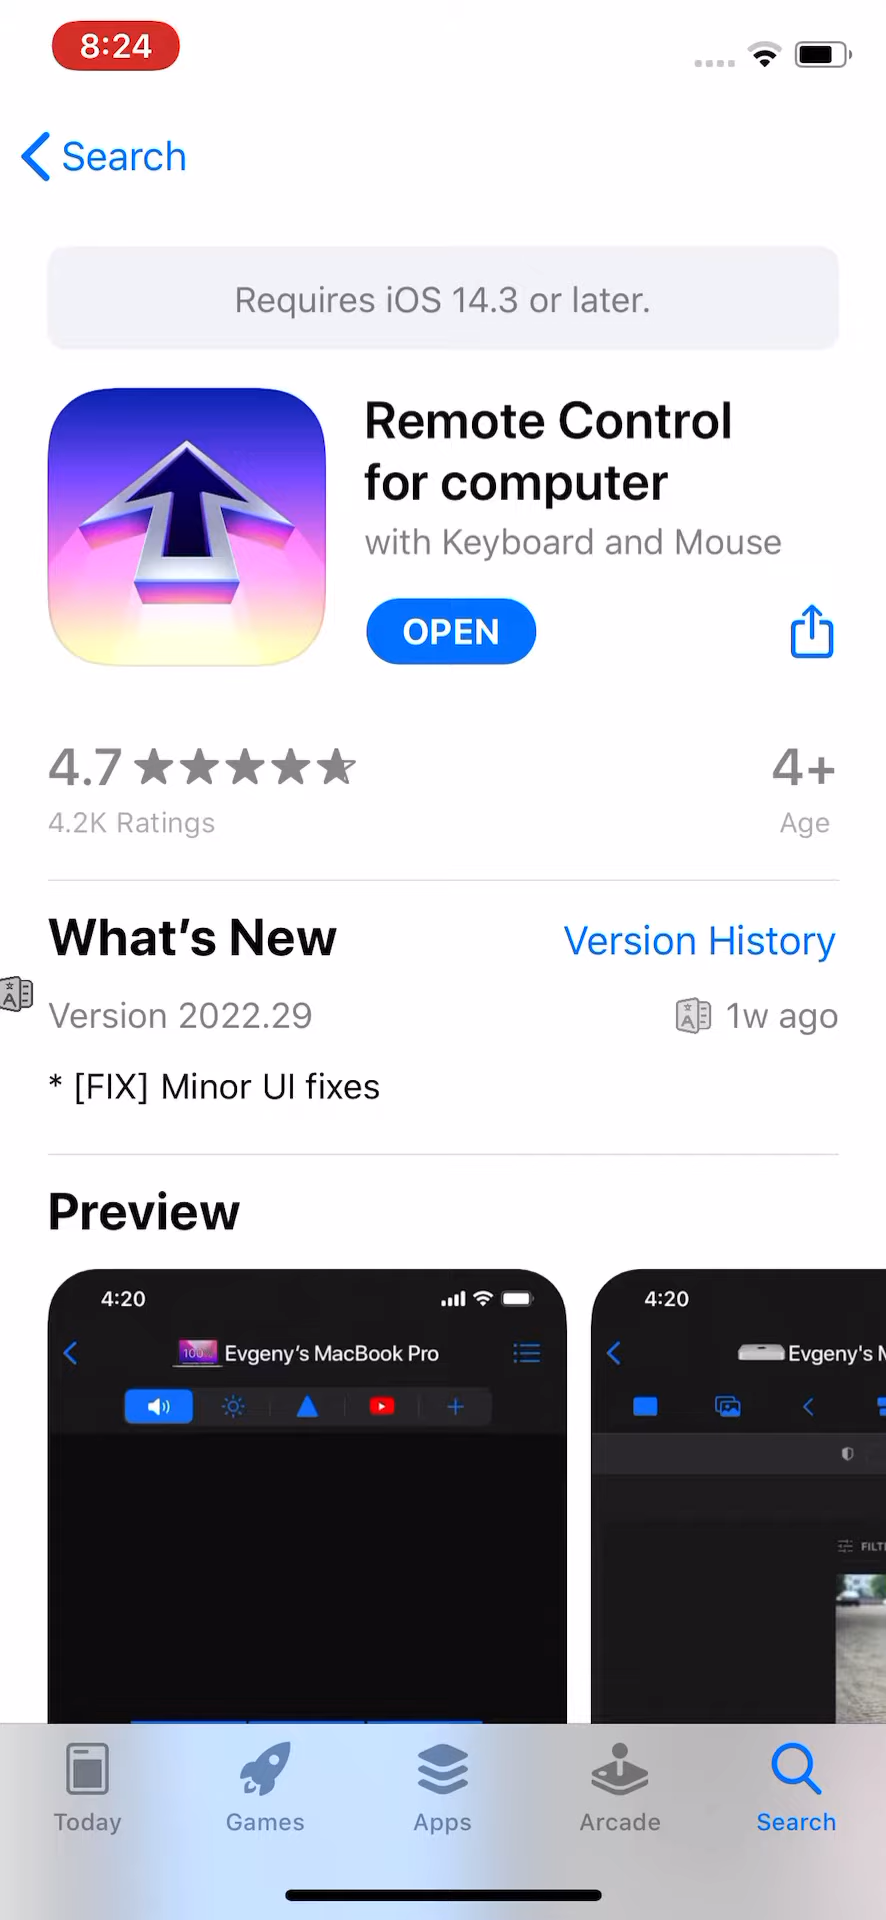 8:24
Search
Requires iOS 14.3 or later.
Remote Control
for computer
with Keyboard and Mouse
OPEN
4.7
4+
4.2K Ratings
Age
What's New
Version History
Version 2022.29
1w ago
* [FIX] Minor UI fixes
Preview
4:20
Evgeny's MacBook Pro
4:20
Evgeny's
Today
Games
Apps
Arcade
Search